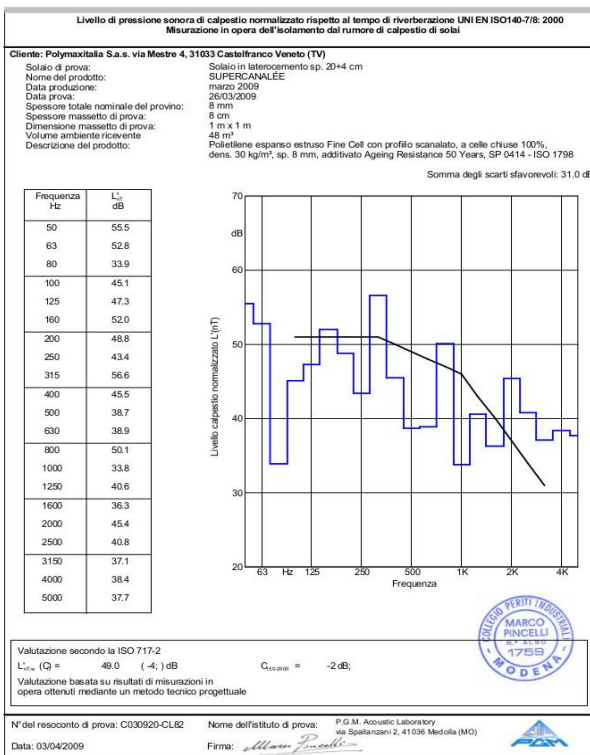 Livello di pressione sonora di calpestio normalizzato rispetto al tempo di riverberazione UNI EN ISO140-7/8: 2000
Misurazione in opera dell'isolamento dal rumore di calpestio di solai
Cliente: Polymaxitalia S.a.s. via Mestre 4, 31033 Castelfranco Veneto (TV)
Solaio di prova: Solaio in laterocemento sp. 20+4 cm
Nome del prodotto: SUPERCANALÉE
Data produzione: marzo 2009
Data prova: 26/03/2009
Spessore totale nominale del provino: 8 mm
Spessore massetto di prova: 8 cm
Dimensione massetto di prova: 1 m x 1 m
Volume ambiente ricevente 48 m³
Descrizione del prodotto: Polietilene espanso estruso Fine Cell con profilo scanalato, a celle chiuse 100%,
dens. 30 kg/m³, sp. 8 mm, additivato Ageing Resistance 50 Years, SP 0414 - ISO 1798
Somma degli scarti sfavorevoli: 31.0 dB
Frequenza L'nT
Hz dB
50 55.5
63 52.8
80 33.9
100 45.1
125 47.3
160 52.0
200 48.8
250 43.4
315 56.6
400 45.5
500 38.7
630 38.9
800 50.1
1000 33.8
1250 40.6
1600 36.3
2000 45.4
2500 40.8
3150 37.1
4000 38.4
5000 37.7
70
dB
60
50
40
30
20
Livello calpestio normalizzato L'(nT)
63 Hz 125 250 500 1K 2K 4K
Frequenza
COLLEGIO PERITI INDUSTRIALI
MARCO
PINCELLI
N.° ALBO
1759
MODENA
Valutazione secondo la ISO 717-2
L'nT,w (C) = 49.0 ( -4; ) dB C150-2500 = -2 dB;
Valutazione basata su risultati di misurazioni in
opera ottenuti mediante un metodo tecnico progettuale
N°del resoconto di prova: C030920-CL82 Nome dell'istituto di prova: P.G.M. Acoustic Laboratory
via Spallanzani 2, 41036 Medolla (MO)
Data: 03/04/2009 Firma: Marco Pincelli
PGM